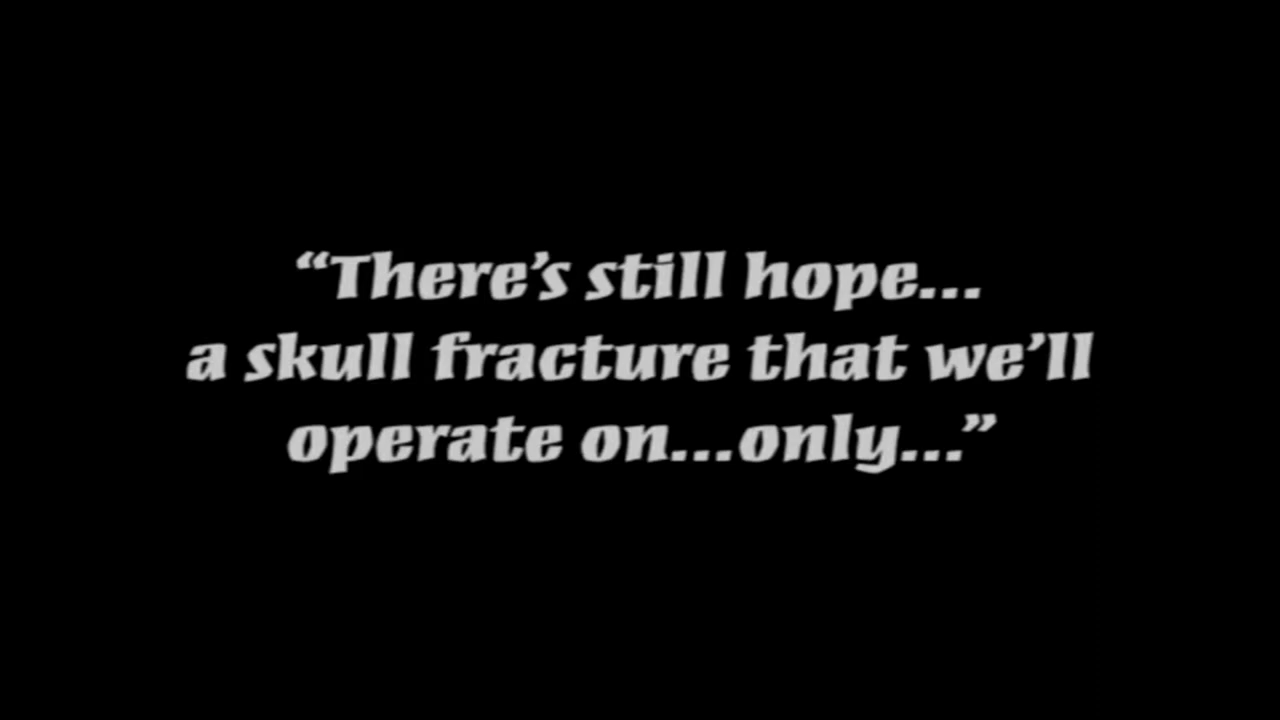 “There’s still hope...
a skull fracture that we’ll
operate on...only...”